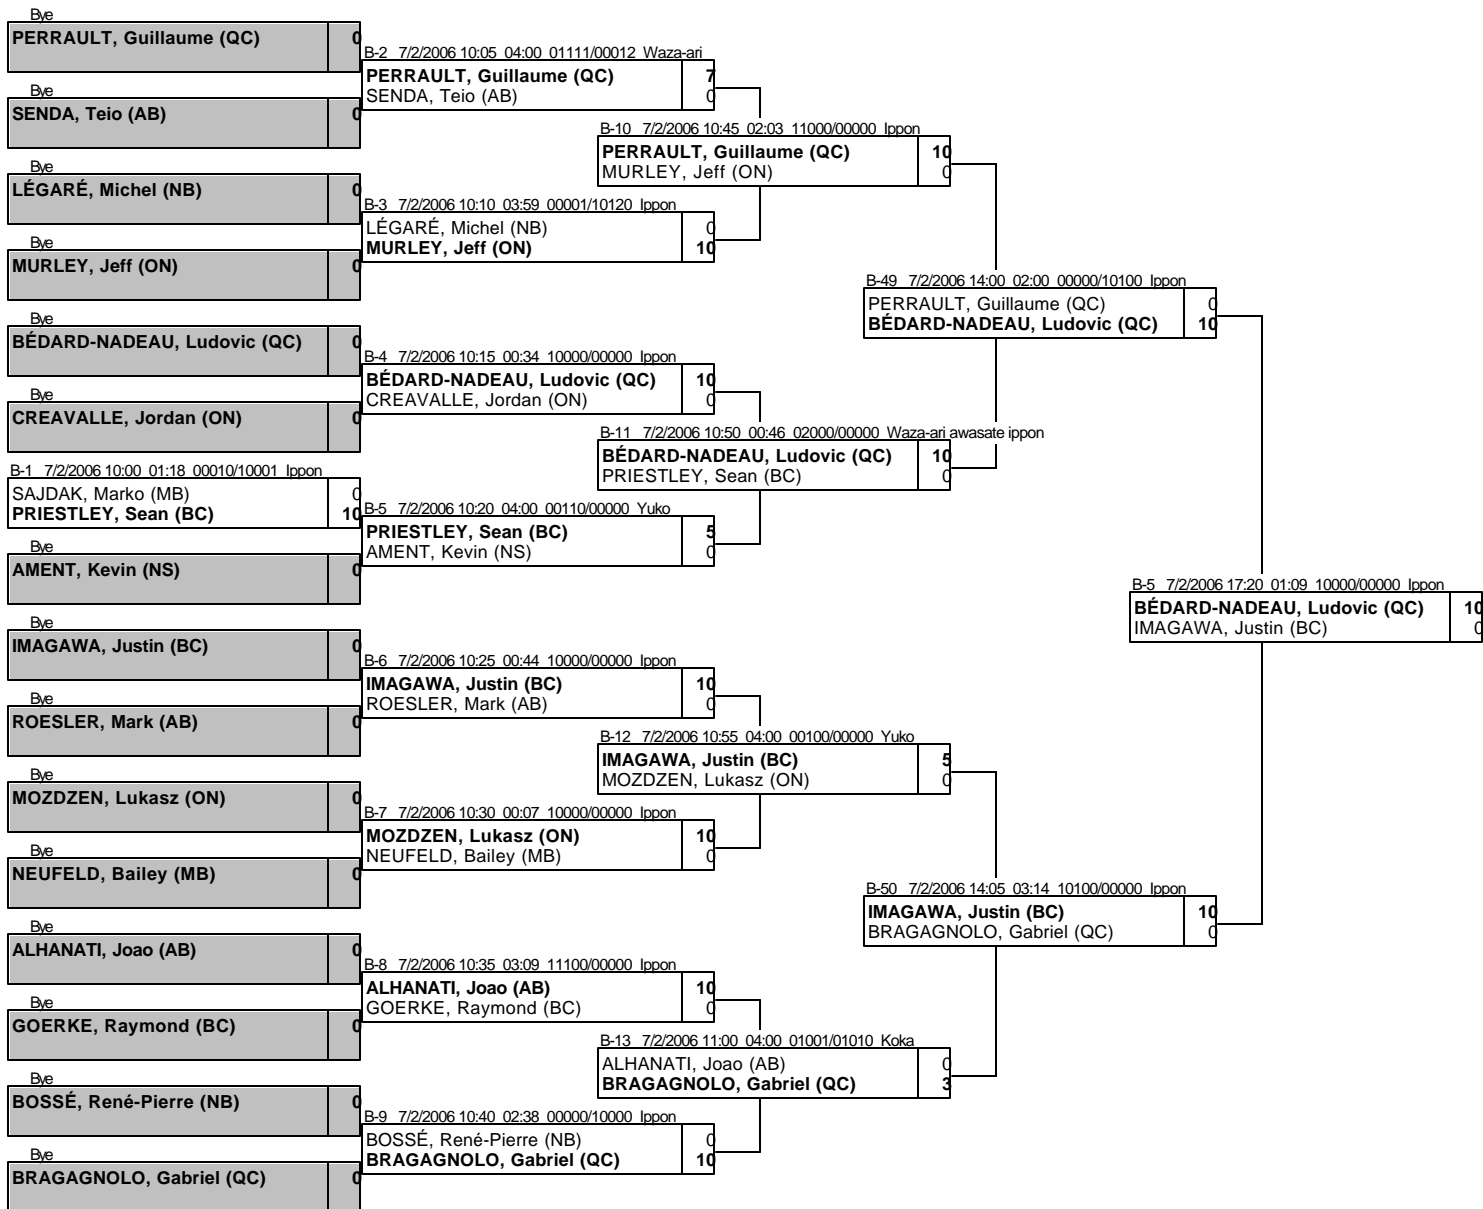 Bye
PERRAULT, Guillaume (QC) 0
Bye
SENDA, Teio (AB) 0
Bye
LÉGARÉ, Michel (NB) 0
Bye
MURLEY, Jeff (ON) 0
Bye
BÉDARD-NADEAU, Ludovic (QC) 0
Bye
CREAVALLE, Jordan (ON) 0
B-1 7/2/2006 10:00 01:18 00010/10001 Ippon
SAJDAK, Marko (MB) 0
PRIESTLEY, Sean (BC) 10
Bye
AMENT, Kevin (NS) 0
Bye
IMAGAWA, Justin (BC) 0
Bye
ROESLER, Mark (AB) 0
Bye
MOZDZEN, Lukasz (ON) 0
Bye
NEUFELD, Bailey (MB) 0
Bye
ALHANATI, Joao (AB) 0
Bye
GOERKE, Raymond (BC) 0
Bye
BOSSÉ, René-Pierre (NB) 0
Bye
BRAGAGNOLO, Gabriel (QC) 0
B-2 7/2/2006 10:05 04:00 01111/00012 Waza-ari
PERRAULT, Guillaume (QC) 7
SENDA, Teio (AB) 0
B-3 7/2/2006 10:10 03:59 00001/10120 Ippon
LÉGARÉ, Michel (NB) 0
MURLEY, Jeff (ON) 10
B-4 7/2/2006 10:15 00:34 10000/00000 Ippon
BÉDARD-NADEAU, Ludovic (QC) 10
CREAVALLE, Jordan (ON) 0
B-5 7/2/2006 10:20 04:00 00110/00000 Yuko
PRIESTLEY, Sean (BC) 5
AMENT, Kevin (NS) 0
B-6 7/2/2006 10:25 00:44 10000/00000 Ippon
IMAGAWA, Justin (BC) 10
ROESLER, Mark (AB) 0
B-7 7/2/2006 10:30 00:07 10000/00000 Ippon
MOZDZEN, Lukasz (ON) 10
NEUFELD, Bailey (MB) 0
B-8 7/2/2006 10:35 03:09 11100/00000 Ippon
ALHANATI, Joao (AB) 10
GOERKE, Raymond (BC) 0
B-9 7/2/2006 10:40 02:38 00000/10000 Ippon
BOSSÉ, René-Pierre (NB) 0
BRAGAGNOLO, Gabriel (QC) 10
B-10 7/2/2006 10:45 02:03 11000/00000 Ippon
PERRAULT, Guillaume (QC) 10
MURLEY, Jeff (ON) 0
B-11 7/2/2006 10:50 00:46 02000/00000 Waza-ari awasate ippon
BÉDARD-NADEAU, Ludovic (QC) 10
PRIESTLEY, Sean (BC) 0
B-12 7/2/2006 10:55 04:00 00100/00000 Yuko
IMAGAWA, Justin (BC) 5
MOZDZEN, Lukasz (ON) 0
B-13 7/2/2006 11:00 04:00 01001/01010 Koka
ALHANATI, Joao (AB) 0
BRAGAGNOLO, Gabriel (QC) 3
B-49 7/2/2006 14:00 02:00 00000/10100 Ippon
PERRAULT, Guillaume (QC) 0
BÉDARD-NADEAU, Ludovic (QC) 10
B-50 7/2/2006 14:05 03:14 10100/00000 Ippon
IMAGAWA, Justin (BC) 10
BRAGAGNOLO, Gabriel (QC) 0
B-5 7/2/2006 17:20 01:09 10000/00000 Ippon
BÉDARD-NADEAU, Ludovic (QC) 10
IMAGAWA, Justin (BC) 0